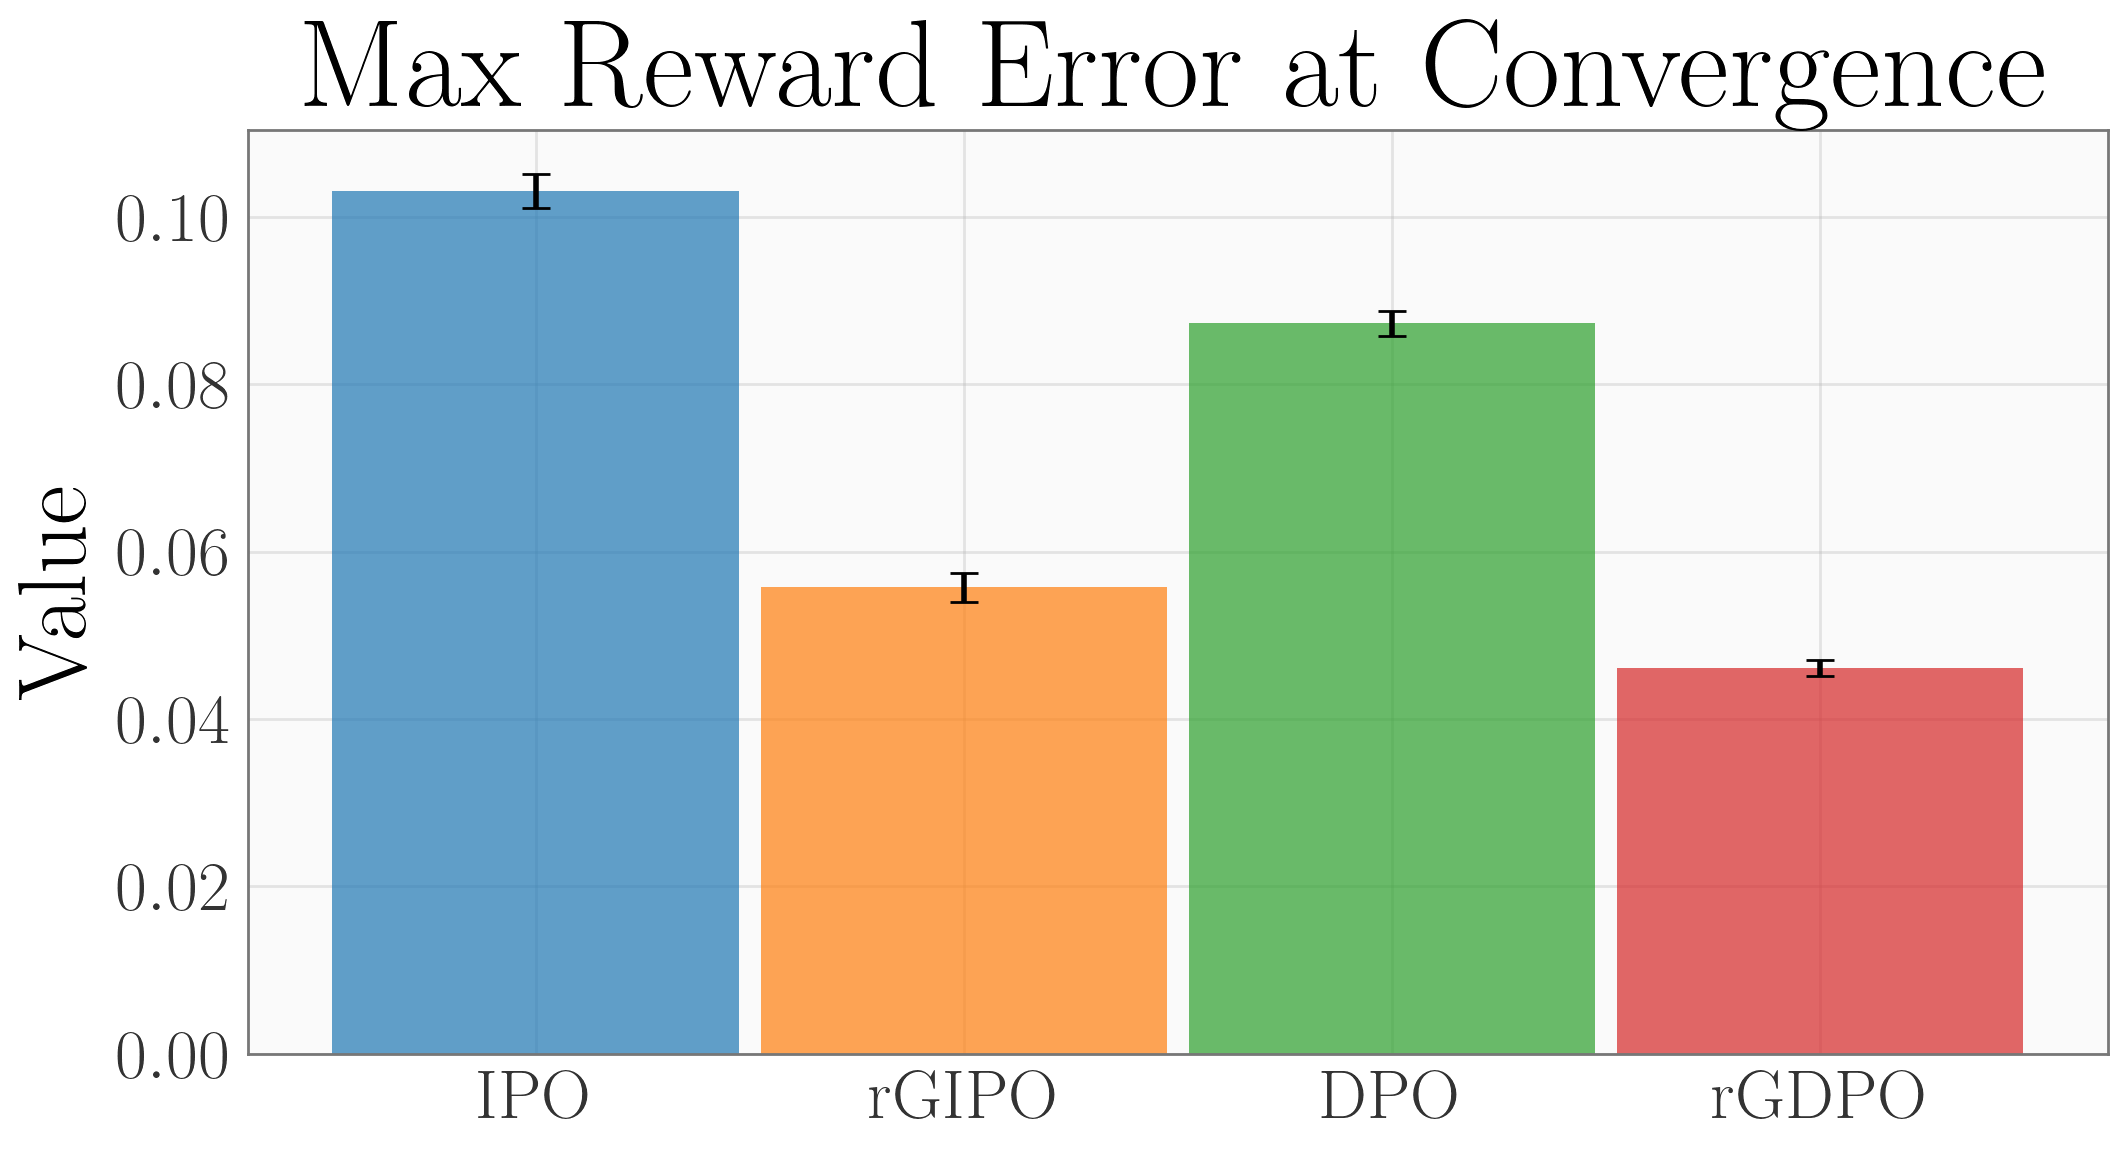 Max Reward Error at Convergence
Value
0.10
0.08
0.06
0.04
0.02
0.00
IPO rGIPO DPO rGDPO